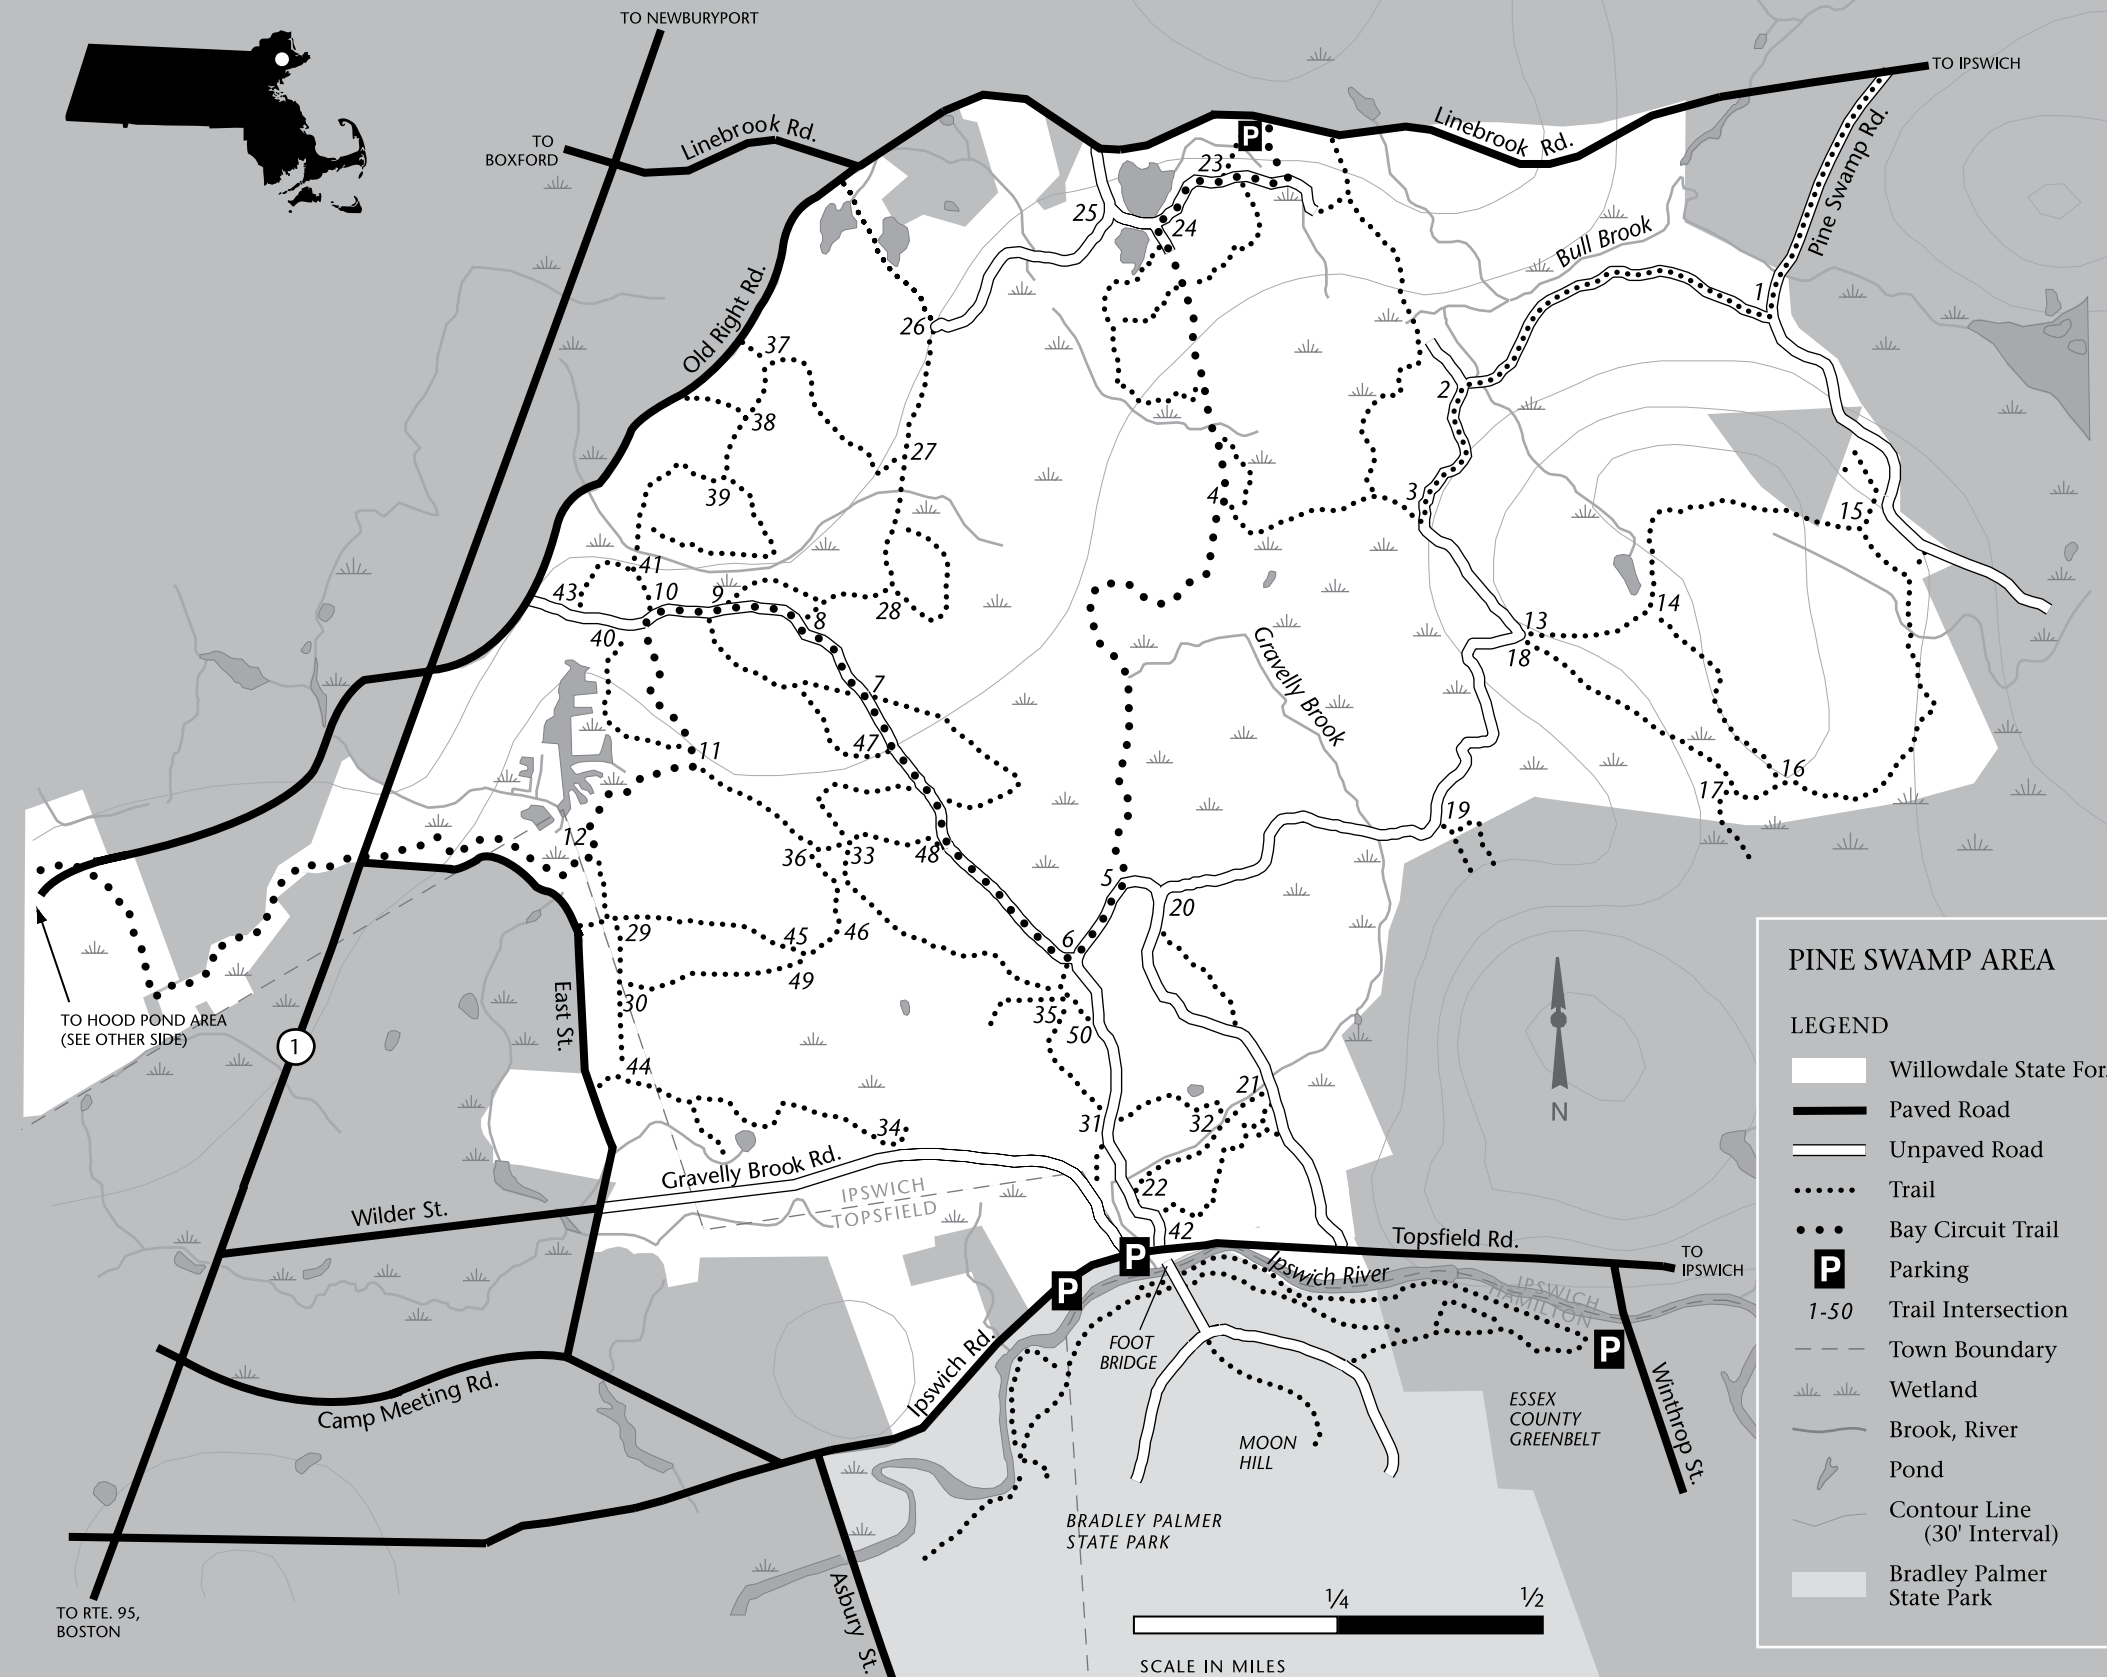 TO NEWBURYPORT
TO IPSWICH
TO
BOXFORD
Linebrook Rd.
Linebrook Rd.
Pine Swamp Rd.
Bull Brook
P
23
24
25
26
1
2
3
4
Old Right Rd.
37
38
39
27
28
41
43
10
9
8
40
7
47
11
12
36
33
48
13
18
14
15
16
17
19
Gravelly Brook
5
20
6
29
45
46
49
30
35
50
44
East St.
TO HOOD POND AREA
(SEE OTHER SIDE)
1
34
31
32
21
22
42
Gravelly Brook Rd.
IPSWICH
TOPSFIELD
Wilder St.
Topsfield Rd.
TO
IPSWICH
P
P
Ipswich River
IPSWICH
HAMILTON
P
FOOT
BRIDGE
Ipswich Rd.
Camp Meeting Rd.
MOON
HILL
ESSEX
COUNTY
GREENBELT
Winthrop St.
BRADLEY PALMER
STATE PARK
Asbury St.
TO RTE. 95,
BOSTON
1/4
1/2
SCALE IN MILES
N
PINE SWAMP AREA
LEGEND
Willowdale State For.
Paved Road
Unpaved Road
Trail
Bay Circuit Trail
P Parking
1-50 Trail Intersection
Town Boundary
Wetland
Brook, River
Pond
Contour Line
(30' Interval)
Bradley Palmer
State Park